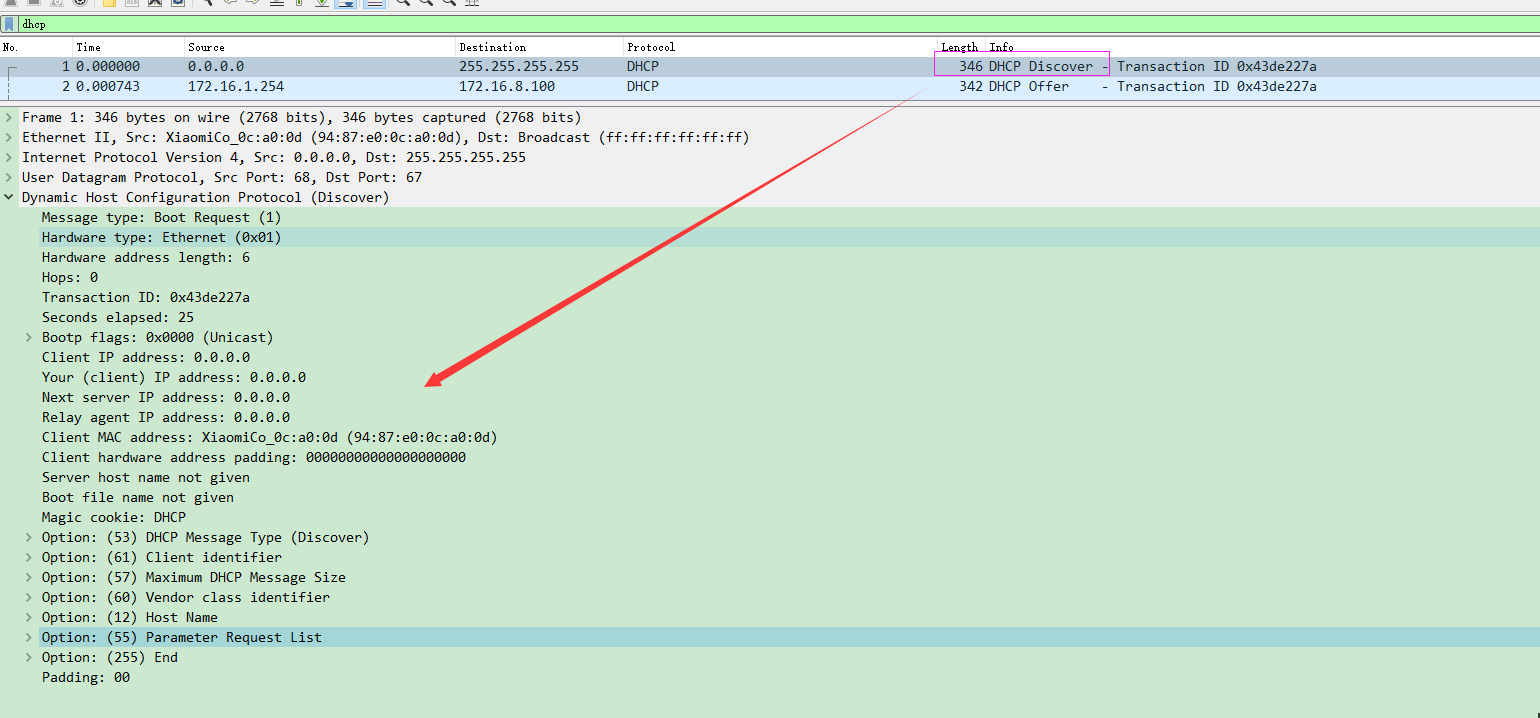 dhcp
No. Time Source Destination Protocol Length Info
1 0.000000 0.0.0.0 255.255.255.255 DHCP 346 DHCP Discover - Transaction ID 0x43de227a
2 0.000743 172.16.1.254 172.16.8.100 DHCP 342 DHCP Offer - Transaction ID 0x43de227a
Frame 1: 346 bytes on wire (2768 bits), 346 bytes captured (2768 bits)
Ethernet II, Src: XiaomiCo_0c:a0:0d (94:87:e0:0c:a0:0d), Dst: Broadcast (ff:ff:ff:ff:ff:ff)
Internet Protocol Version 4, Src: 0.0.0.0, Dst: 255.255.255.255
User Datagram Protocol, Src Port: 68, Dst Port: 67
Dynamic Host Configuration Protocol (Discover)
Message type: Boot Request (1)
Hardware type: Ethernet (0x01)
Hardware address length: 6
Hops: 0
Transaction ID: 0x43de227a
Seconds elapsed: 25
Bootp flags: 0x0000 (Unicast)
Client IP address: 0.0.0.0
Your (client) IP address: 0.0.0.0
Next server IP address: 0.0.0.0
Relay agent IP address: 0.0.0.0
Client MAC address: XiaomiCo_0c:a0:0d (94:87:e0:0c:a0:0d)
Client hardware address padding: 00000000000000000000
Server host name not given
Boot file name not given
Magic cookie: DHCP
Option: (53) DHCP Message Type (Discover)
Option: (61) Client identifier
Option: (57) Maximum DHCP Message Size
Option: (60) Vendor class identifier
Option: (12) Host Name
Option: (55) Parameter Request List
Option: (255) End
Padding: 00